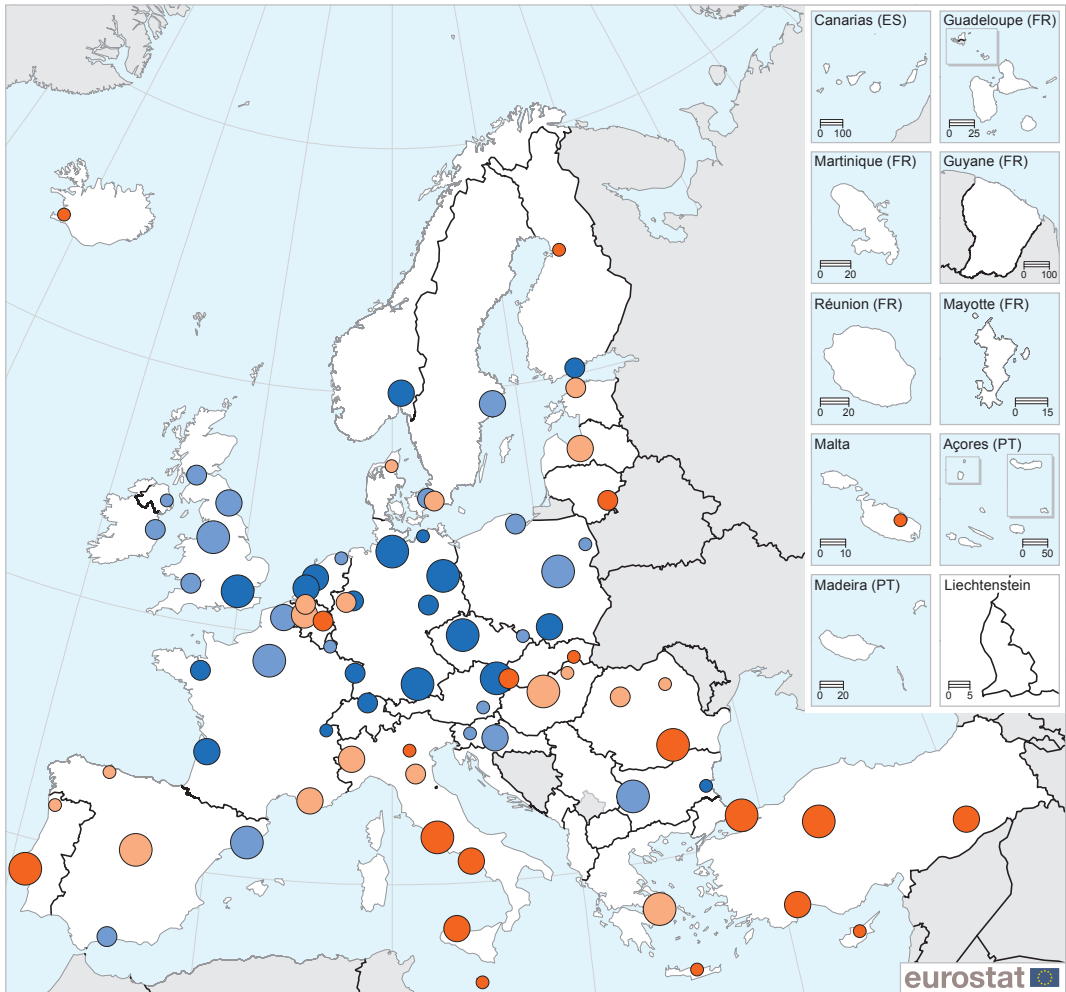 Canarias (ES)
0 100
Guadeloupe (FR)
0 25
Martinique (FR)
0 20
Guyane (FR)
0 100
Réunion (FR)
0 20
Mayotte (FR)
0 15
Malta
0 10
Açores (PT)
0 50
Madeira (PT)
0 20
Liechtenstein
0 5
eurostat